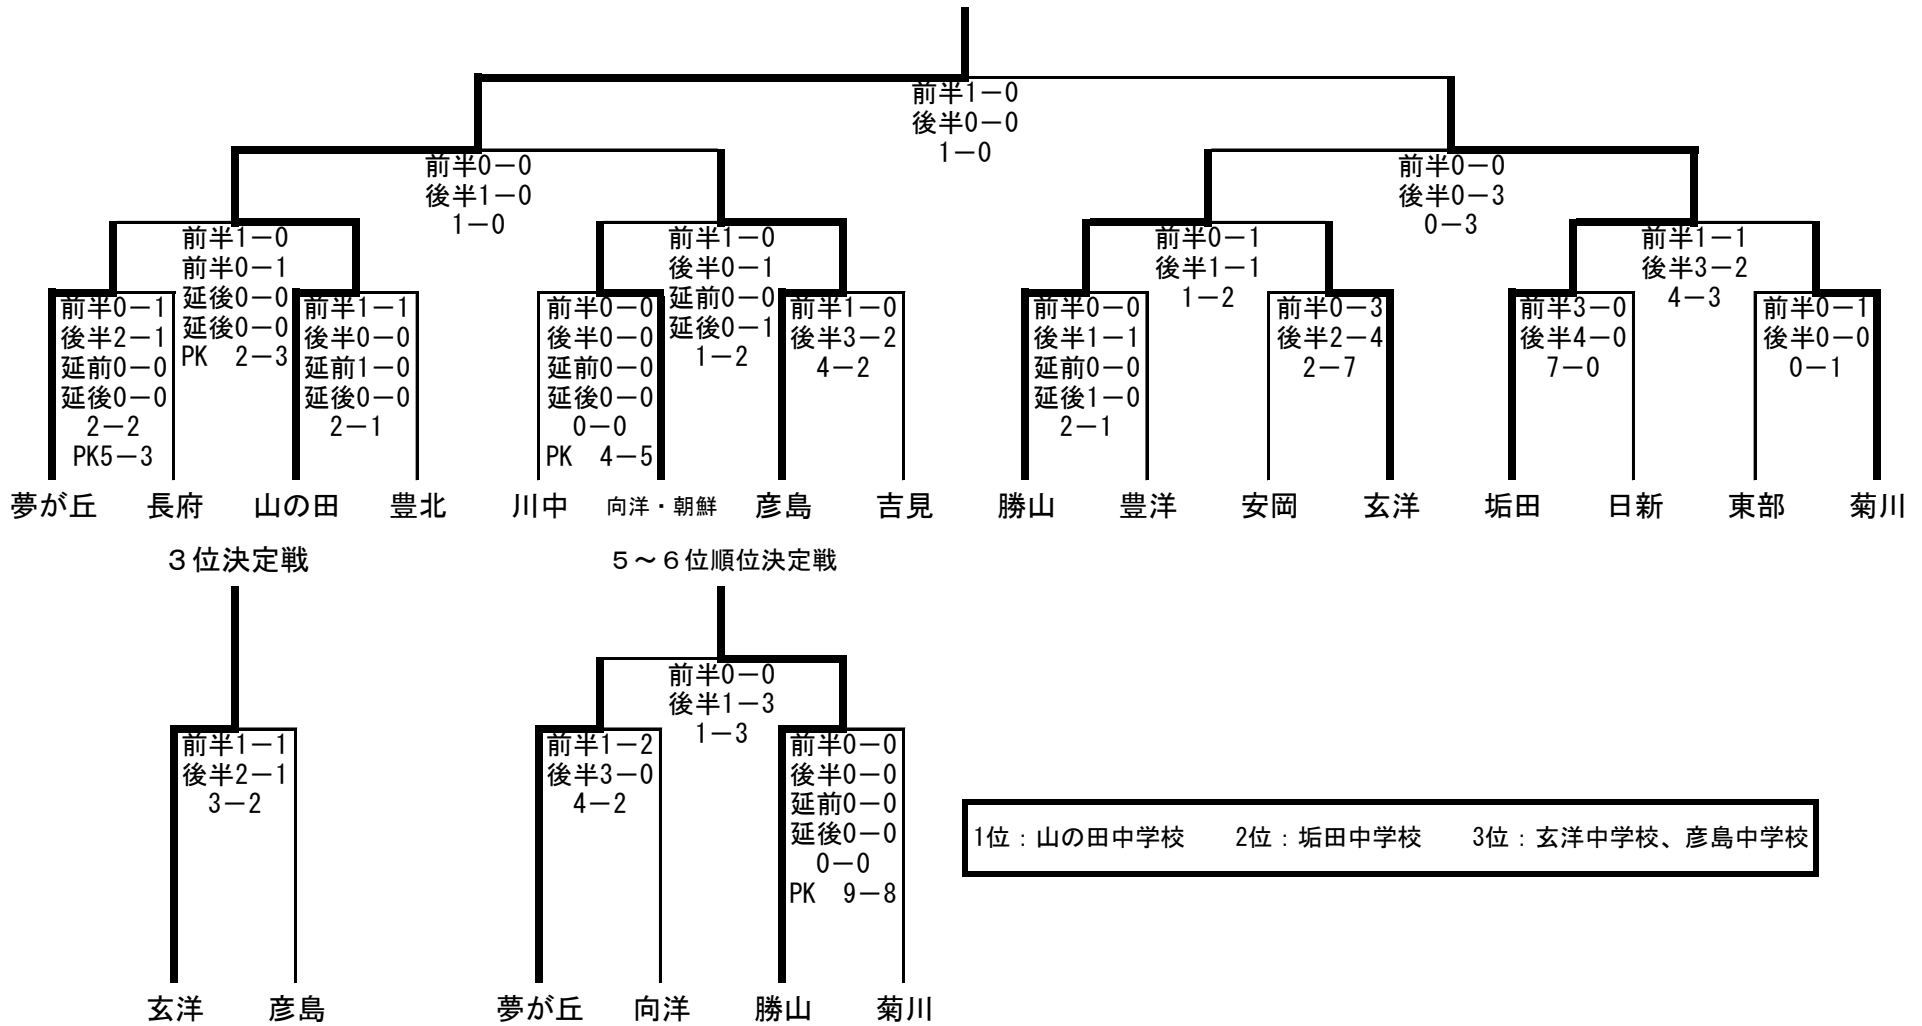 前半1－0
後半0－0
1－0
前半0－0
後半1－0
1－0
前半0－0
後半0－3
0－3
前半1－0
前半0－1
延後0－0
延後0－0
PK 2－3
前半1－0
後半0－1
延前0－0
延後0－1
1－2
前半0－1
後半1－1
1－2
前半1－1
後半3－2
4－3
前半0－1
後半2－1
延前0－0
延後0－0
2－2
PK5－3
前半1－1
後半0－0
延前1－0
延後0－0
2－1
前半0－0
後半0－0
延前0－0
延後0－0
0－0
PK 4－5
前半1－0
後半3－2
4－2
前半0－0
後半1－1
延前0－0
延後1－0
2－1
前半0－3
後半2－4
2－7
前半3－0
後半4－0
7－0
前半0－1
後半0－0
0－1
夢が丘 長府 山の田 豊北 川中 向洋・朝鮮 彦島 吉見 勝山 豊洋 安岡 玄洋 垢田 日新 東部 菊川
３位決定戦
５～６位順位決定戦
前半1－1
後半2－1
3－2
玄洋 彦島
前半0－0
後半1－3
1－3
前半1－2
後半3－0
4－2
前半0－0
後半0－0
延前0－0
延後0－0
0－0
PK 9－8
夢が丘 向洋 勝山 菊川
1位：山の田中学校 2位：垢田中学校 3位：玄洋中学校、彦島中学校